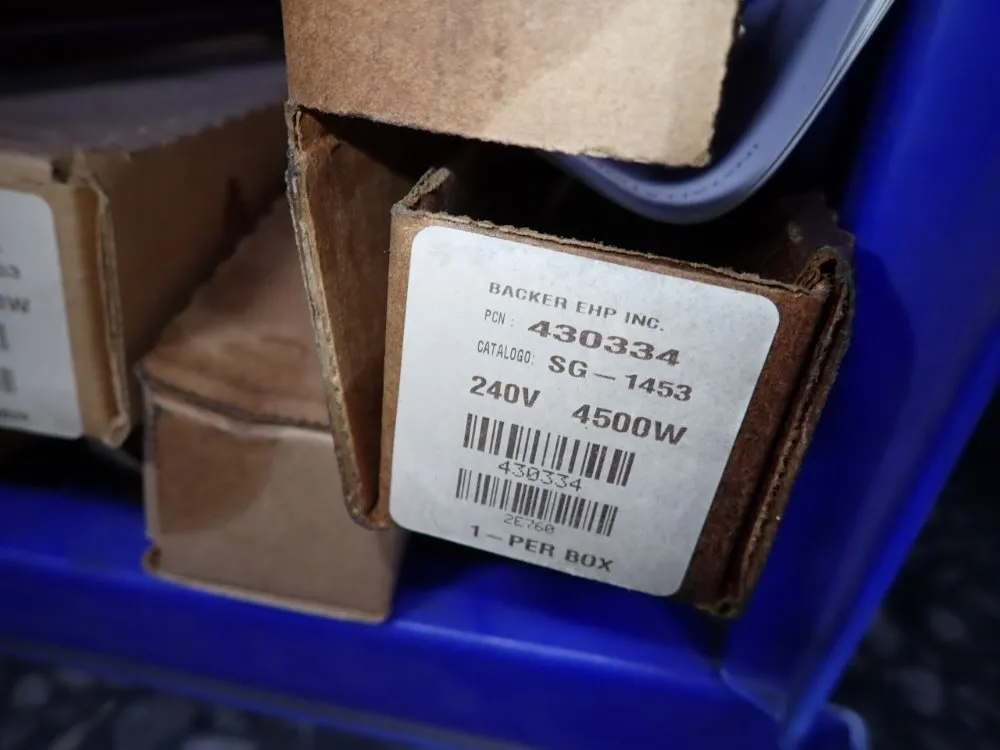 BACKER EHP INC.
PCN: 430334
CATALOGO: SG-1453
240V 4500W
430334
2E760
1-PER BOX